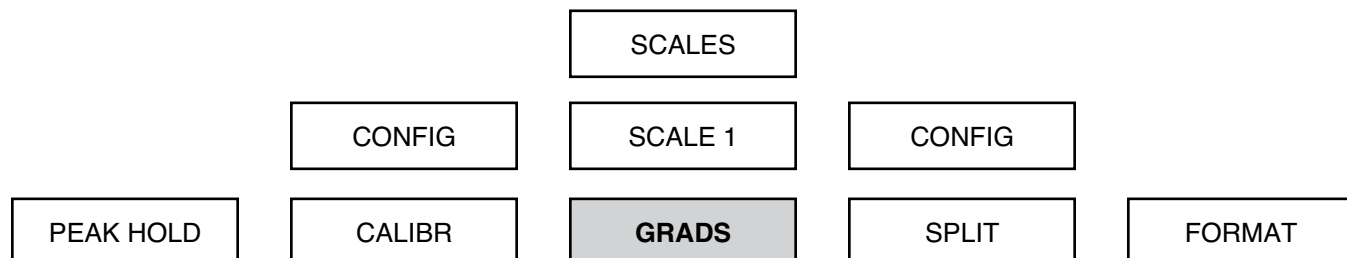 SCALES
CONFIG SCALE 1 CONFIG
PEAK HOLD CALIBR GRADS SPLIT FORMAT